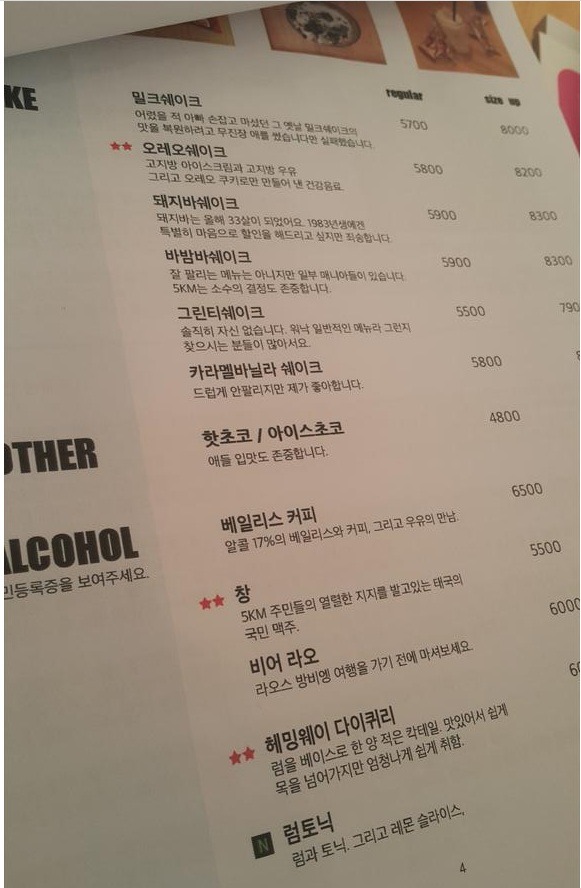 KE
regular
size up
밀크쉐이크
어렸을 적 아빠 손잡고 마셨던 그 옛날 밀크쉐이크의
맛을 복원하려고 무진장 애를 썼습니다만 실패했습니다.
5700
8000
오레오쉐이크
고지방 아이스크림과 고지방 우유
그리고 오레오 쿠키로만 만들어 낸 건강음료.
5800
8200
돼지바쉐이크
돼지바는 올해 33살이 되었어요. 1983년생에겐
특별히 마음으로 할인을 해드리고 싶지만 죄송합니다.
5900
8300
바밤바쉐이크
잘 팔리는 메뉴는 아니지만 일부 매니아들이 있습니다.
5KM는 소수의 결정도 존중합니다.
5900
8300
그린티쉐이크
솔직히 자신 없습니다. 워낙 일반적인 메뉴라 그런지
찾으시는 분들이 많아서요.
5500
790
카라멜바닐라 쉐이크
드럽게 안팔리지만 제가 좋아합니다.
5800
OTHER
핫초코 / 아이스초코
애들 입맛도 존중합니다.
4800
ALCOHOL
민등록증을 보여주세요.
베일리스 커피
알콜 17%의 베일리스와 커피, 그리고 우유의 만남.
6500
창
5KM 주민들의 열렬한 지지를 발고있는 태국의
국민 맥주.
5500
비어 라오
라오스 방비엥 여행을 가기 전에 마셔보세요.
6000
헤밍웨이 다이퀴리
럼을 베이스로 한 양 적은 칵테일. 맛있어서 쉽게
목을 넘어가지만 엄청나게 쉽게 취함.
60
N 럼토닉
럼과 토닉. 그리고 레몬 슬라이스,
4